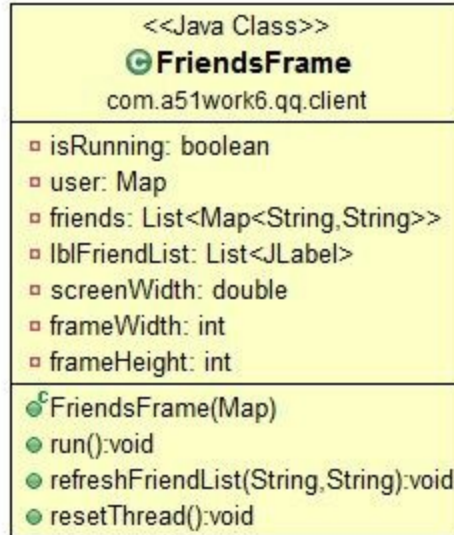 <<Java Class>>
FriendsFrame
com.a51work6.qq.client
isRunning: boolean
user: Map
friends: List<Map<String,String>>
lblFriendList: List<JLabel>
screenWidth: double
frameWidth: int
frameHeight: int
FriendsFrame(Map)
run():void
refreshFriendList(String,String):void
resetThread():void